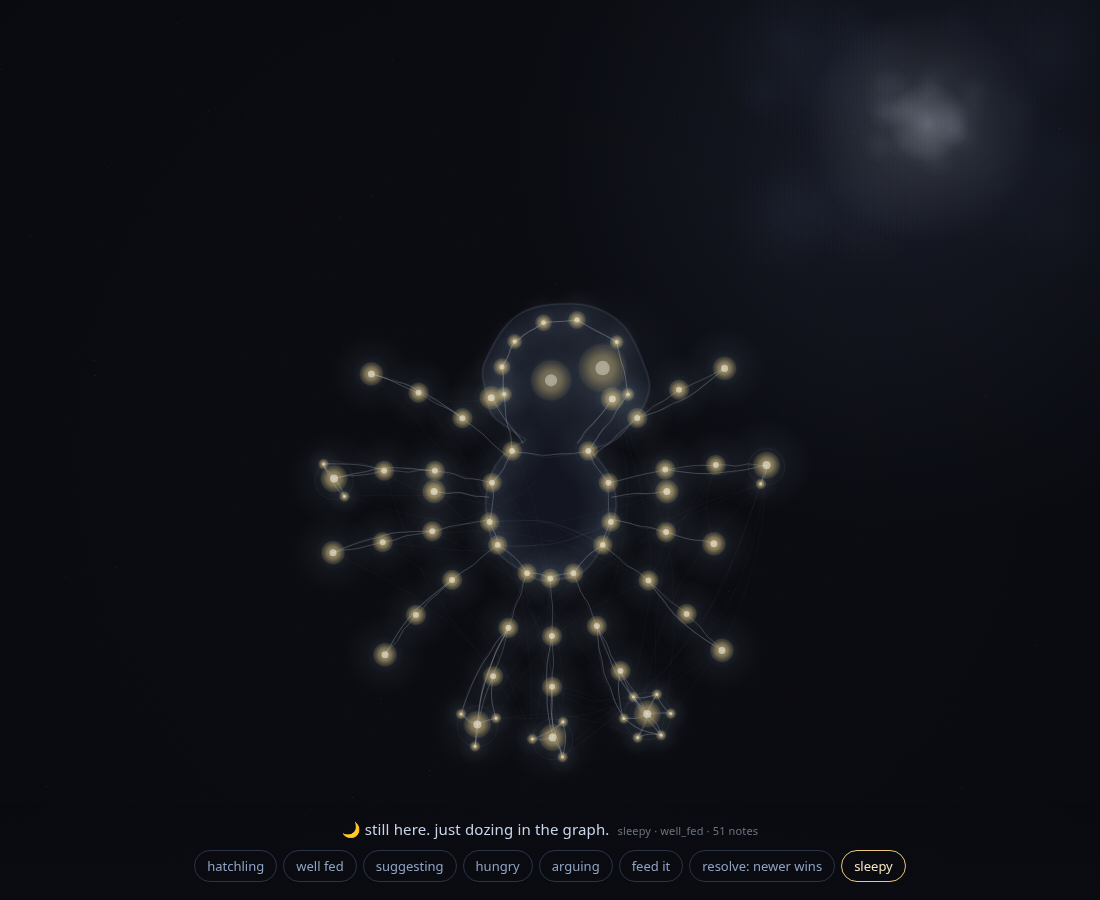 🌙 still here. just dozing in the graph. sleepy · well_fed · 51 notes
hatchling well fed suggesting hungry arguing feed it resolve: newer wins sleepy